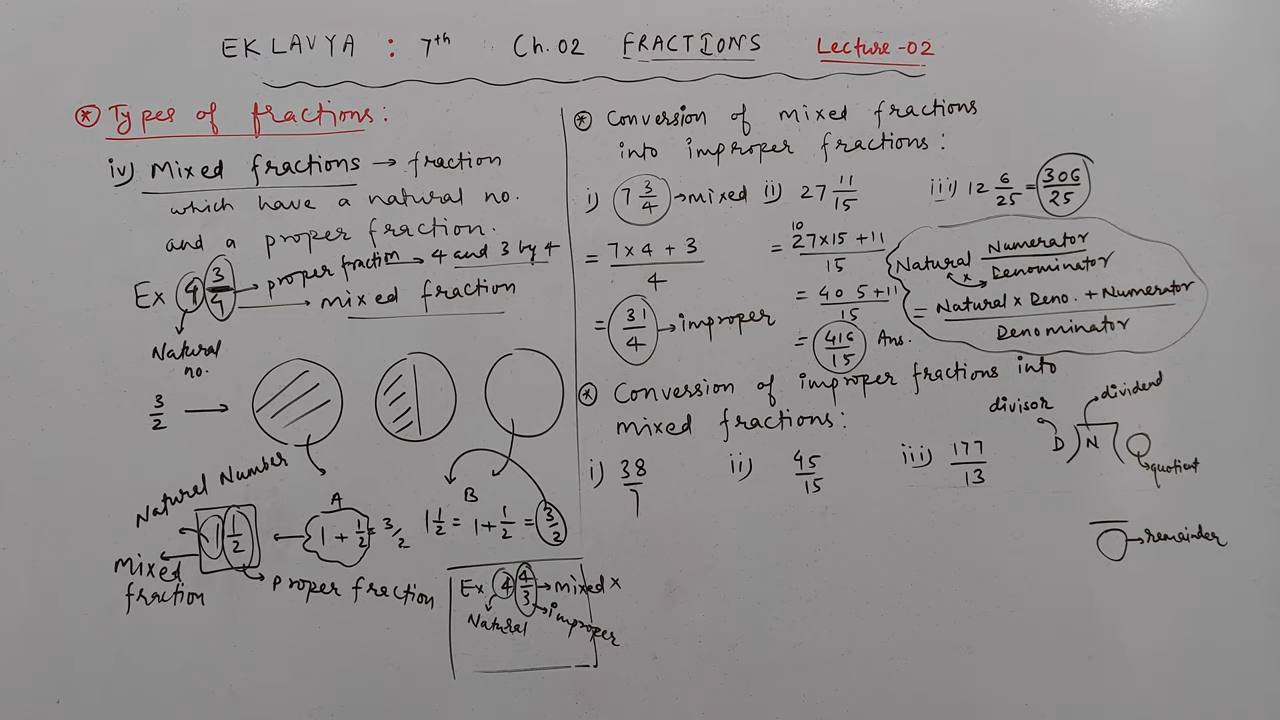 EKLAVYA : 7th Ch.02 FRACTIONS Lecture-02
* Types of fractions:
iv) Mixed fractions → fraction
which have a natural no.
and a proper fraction.
Ex 4 3/4 → proper fraction → 4 and 3 by 4
→ mixed fraction
Natural
no.
3/2 →
Natural Number
A
1 1/2 ← 1 + 1/2 = 3/2
Mixed
fraction
proper fraction
B
1 1/2 = 1 + 1/2 = 3/2
Ex 4 4/3 → mixed ×
Natural
improper
* Conversion of mixed fractions
into improper fractions:
i) 7 3/4 → mixed
= 7 × 4 + 3 / 4
= 31/4 → improper
ii) 27 11/15
10
= 27 × 15 + 11 / 15
= 405 + 11 / 15
= 416/15 Ans.
iii) 12 6/25 = 306/25
Natural Numerator / Denominator
×
= Natural × Deno. + Numerator / Denominator
* Conversion of improper fractions into
mixed fractions:
i) 38/7 ii) 45/15 iii) 177/13
divisor
dividend
D ) N ( Q
quotient
remainder